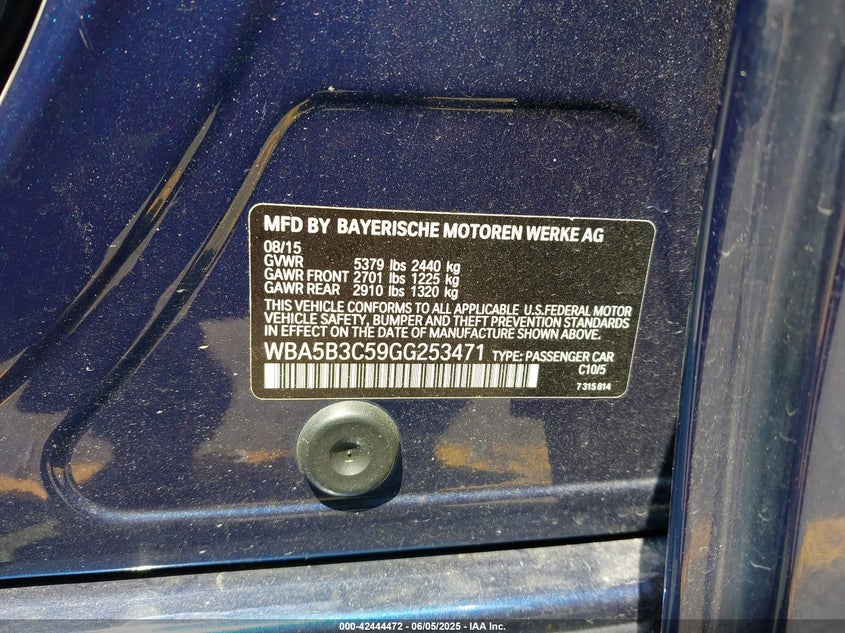 MFD BY BAYERISCHE MOTOREN WERKE AG
08/15
GVWR 5379 lbs 2440 kg
GAWR FRONT 2701 lbs 1225 kg
GAWR REAR 2910 lbs 1320 kg
THIS VEHICLE CONFORMS TO ALL APPLICABLE U.S.FEDERAL MOTOR
VEHICLE SAFETY, BUMPER AND THEFT PREVENTION STANDARDS
IN EFFECT ON THE DATE OF MANUFACTURE SHOWN ABOVE.
WBA5B3C59GG253471 TYPE: PASSENGER CAR
C10/5
7 315 814
000-42444472 - 06/05/2025 - IAA Inc.